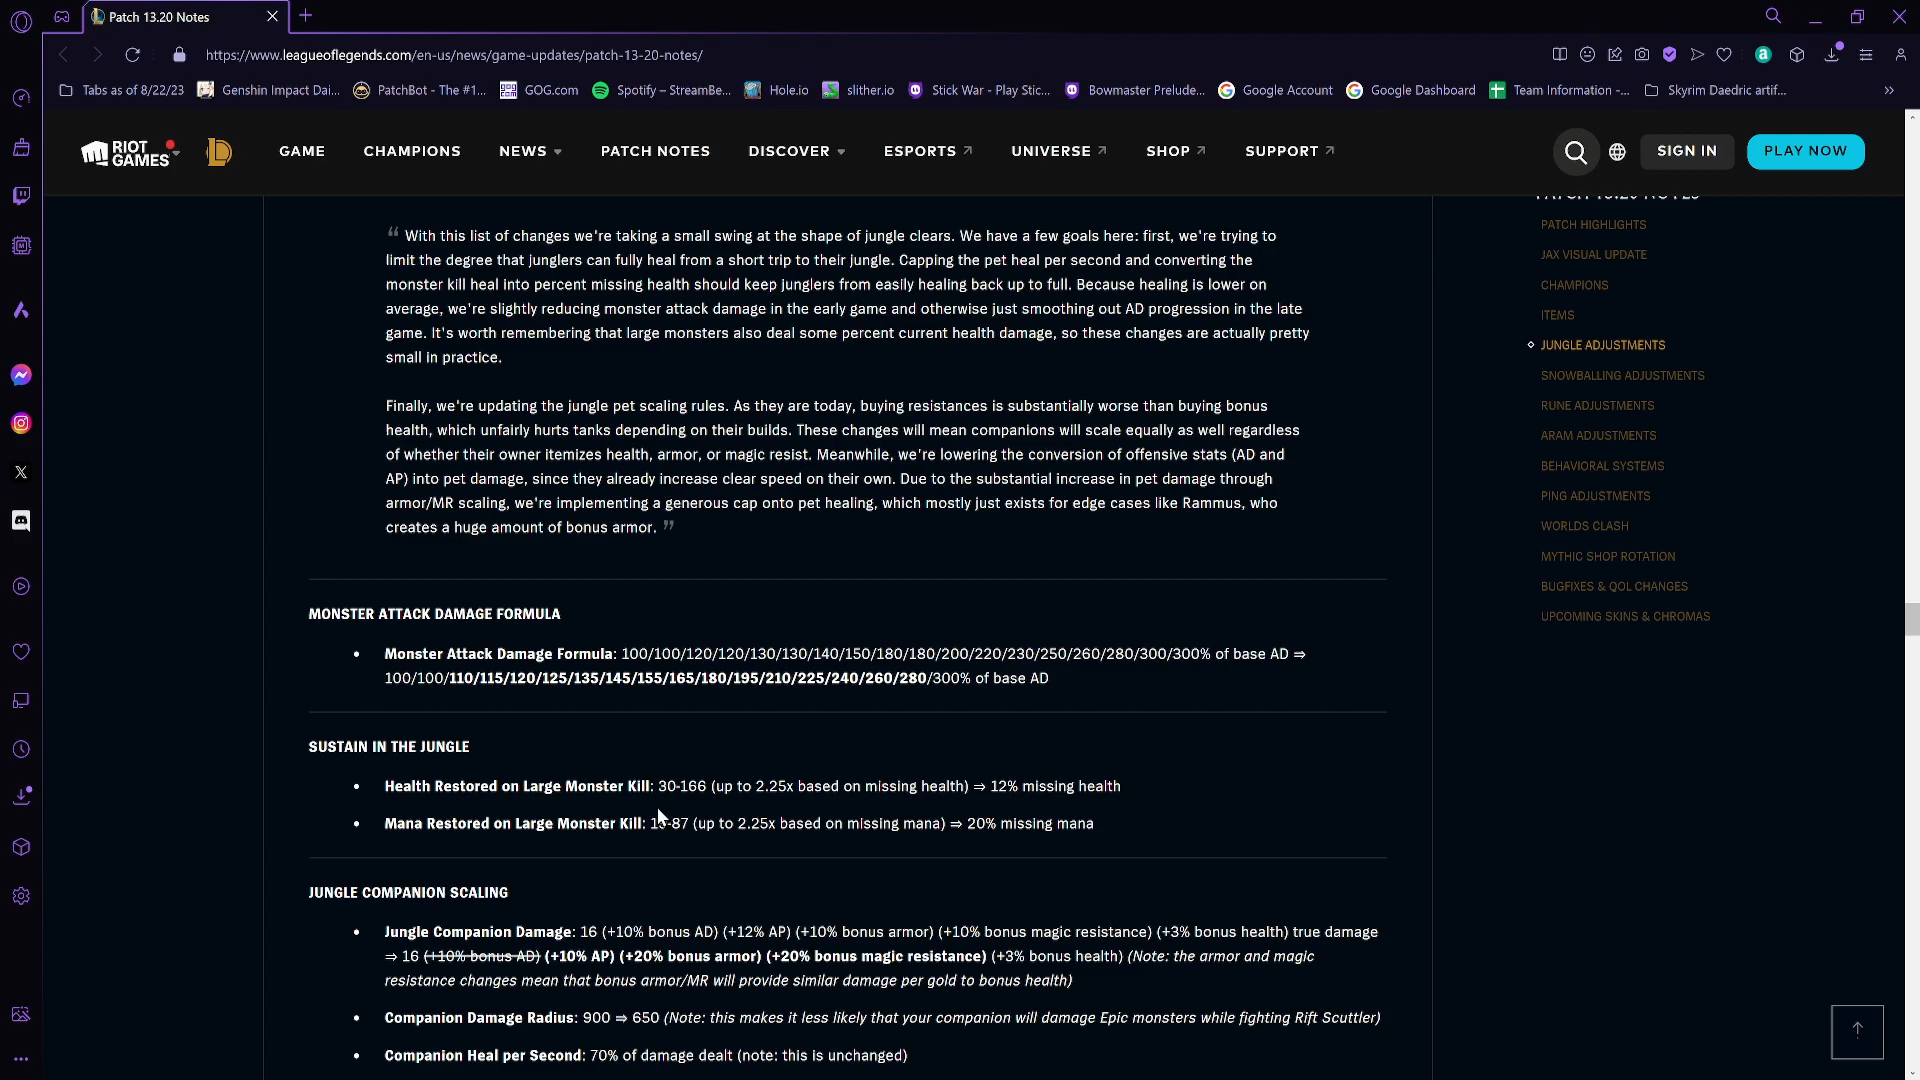 Patch 13.20 Notes
https://www.leagueoflegends.com/en-us/news/game-updates/patch-13-20-notes/
Tabs as of 8/22/23
Genshin Impact Dai...
PatchBot - The #1...
GOG.com
Spotify – StreamBe...
Hole.io
slither.io
Stick War - Play Stic...
Bowmaster Prelude...
Google Account
Google Dashboard
Team Information -...
Skyrim Daedric artif...
RIOT GAMES
GAME
CHAMPIONS
NEWS
PATCH NOTES
DISCOVER
ESPORTS
UNIVERSE
SHOP
SUPPORT
SIGN IN
PLAY NOW
PATCH 13.20 NOTES
PATCH HIGHLIGHTS
JAX VISUAL UPDATE
CHAMPIONS
ITEMS
JUNGLE ADJUSTMENTS
SNOWBALLING ADJUSTMENTS
RUNE ADJUSTMENTS
ARAM ADJUSTMENTS
BEHAVIORAL SYSTEMS
PING ADJUSTMENTS
WORLDS CLASH
MYTHIC SHOP ROTATION
BUGFIXES & QOL CHANGES
UPCOMING SKINS & CHROMAS
“ With this list of changes we're taking a small swing at the shape of jungle clears. We have a few goals here: first, we're trying to
limit the degree that junglers can fully heal from a short trip to their jungle. Capping the pet heal per second and converting the
monster kill heal into percent missing health should keep junglers from easily healing back up to full. Because healing is lower on
average, we're slightly reducing monster attack damage in the early game and otherwise just smoothing out AD progression in the late
game. It's worth remembering that large monsters also deal some percent current health damage, so these changes are actually pretty
small in practice.
Finally, we're updating the jungle pet scaling rules. As they are today, buying resistances is substantially worse than buying bonus
health, which unfairly hurts tanks depending on their builds. These changes will mean companions will scale equally as well regardless
of whether their owner itemizes health, armor, or magic resist. Meanwhile, we're lowering the conversion of offensive stats (AD and
AP) into pet damage, since they already increase clear speed on their own. Due to the substantial increase in pet damage through
armor/MR scaling, we're implementing a generous cap onto pet healing, which mostly just exists for edge cases like Rammus, who
creates a huge amount of bonus armor. ”
MONSTER ATTACK DAMAGE FORMULA
• Monster Attack Damage Formula: 100/100/120/120/130/130/140/150/180/180/200/220/230/250/260/280/300/300% of base AD ⇒
100/100/110/115/120/125/135/145/155/165/180/195/210/225/240/260/280/300% of base AD
SUSTAIN IN THE JUNGLE
• Health Restored on Large Monster Kill: 30-166 (up to 2.25x based on missing health) ⇒ 12% missing health
• Mana Restored on Large Monster Kill: (up to 2.25x based on missing mana) ⇒ 20% missing mana
JUNGLE COMPANION SCALING
• Jungle Companion Damage: 16 (+10% bonus AD) (+12% AP) (+10% bonus armor) (+10% bonus magic resistance) (+3% bonus health) true damage
⇒ 16 (+10% bonus AD) (+10% AP) (+20% bonus armor) (+20% bonus magic resistance) (+3% bonus health) (Note: the armor and magic
resistance changes mean that bonus armor/MR will provide similar damage per gold to bonus health)
• Companion Damage Radius: 900 ⇒ 650 (Note: this makes it less likely that your companion will damage Epic monsters while fighting Rift Scuttler)
• Companion Heal per Second: 70% of damage dealt (note: this is unchanged)